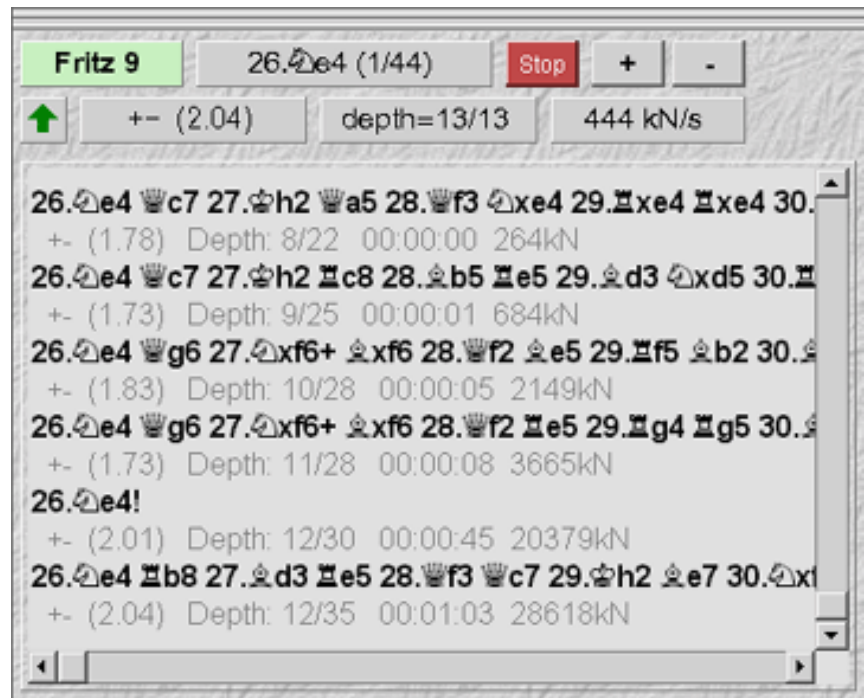 Fritz 9 26.♘e4 (1/44) Stop + -
+− (2.04) depth=13/13 444 kN/s
26.♘e4 ♛c7 27.♔h2 ♛a5 28.♕f3 ♞xe4 29.♖xe4 ♜xe4 30.
+- (1.78) Depth: 8/22 00:00:00 264kN
26.♘e4 ♛c7 27.♔h2 ♜c8 28.♗b5 ♜e5 29.♗d3 ♞xd5 30.♖
+- (1.73) Depth: 9/25 00:00:01 684kN
26.♘e4 ♛g6 27.♘xf6+ ♝xf6 28.♕f2 ♝e5 29.♖f5 ♝b2 30.♗
+- (1.83) Depth: 10/28 00:00:05 2149kN
26.♘e4 ♛g6 27.♘xf6+ ♝xf6 28.♕f2 ♜e5 29.♖g4 ♜g5 30.♗
+- (1.73) Depth: 11/28 00:00:08 3665kN
26.♘e4!
+- (2.01) Depth: 12/30 00:00:45 20379kN
26.♘e4 ♜b8 27.♗d3 ♜e5 28.♕f3 ♛c7 29.♔h2 ♝e7 30.♘xf
+- (2.04) Depth: 12/35 00:01:03 28618kN